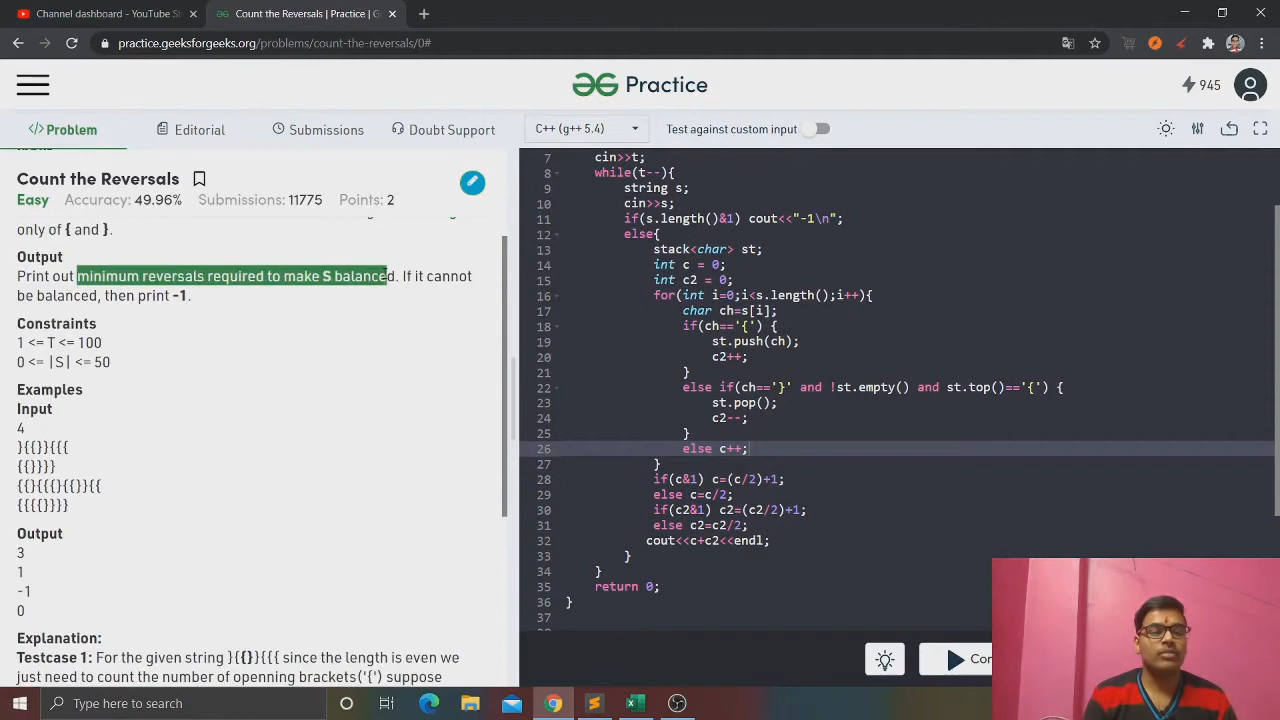 Channel dashboard - YouTube St
Count the Reversals | Practice | G
practice.geeksforgeeks.org/problems/count-the-reversals/0#
Practice
945
</> Problem
Editorial
Submissions
Doubt Support
C++ (g++ 5.4)
Test against custom input
Count the Reversals
Easy Accuracy: 49.96% Submissions: 11775 Points: 2
only of { and }.
Output
Print out minimum reversals required to make S balanced. If it cannot
be balanced, then print -1.
Constraints
1 <= T <= 100
0 <= |S| <= 50
Examples
Input
4
}{{}}{{{
{{}}}}
{{}{{{}{{}}{{
{{{{}}}}
Output
3
1
-1
0
Explanation:
Testcase 1: For the given string }{{}}{{{ since the length is even we
just need to count the number of openning brackets('{') suppose
7 cin>>t;
8 while(t--){
9 string s;
10 cin>>s;
11 if(s.length()&1) cout<<"-1\n";
12 else{
13 stack<char> st;
14 int c = 0;
15 int c2 = 0;
16 for(int i=0;i<s.length();i++){
17 char ch=s[i];
18 if(ch=='{') {
19 st.push(ch);
20 c2++;
21 }
22 else if(ch=='}' and !st.empty() and st.top()=='{') {
23 st.pop();
24 c2--;
25 }
26 else c++;
27 }
28 if(c&1) c=(c/2)+1;
29 else c=c/2;
30 if(c2&1) c2=(c2/2)+1;
31 else c2=c2/2;
32 cout<<c+c2<<endl;
33 }
34 }
35 return 0;
36 }
37
Type here to search